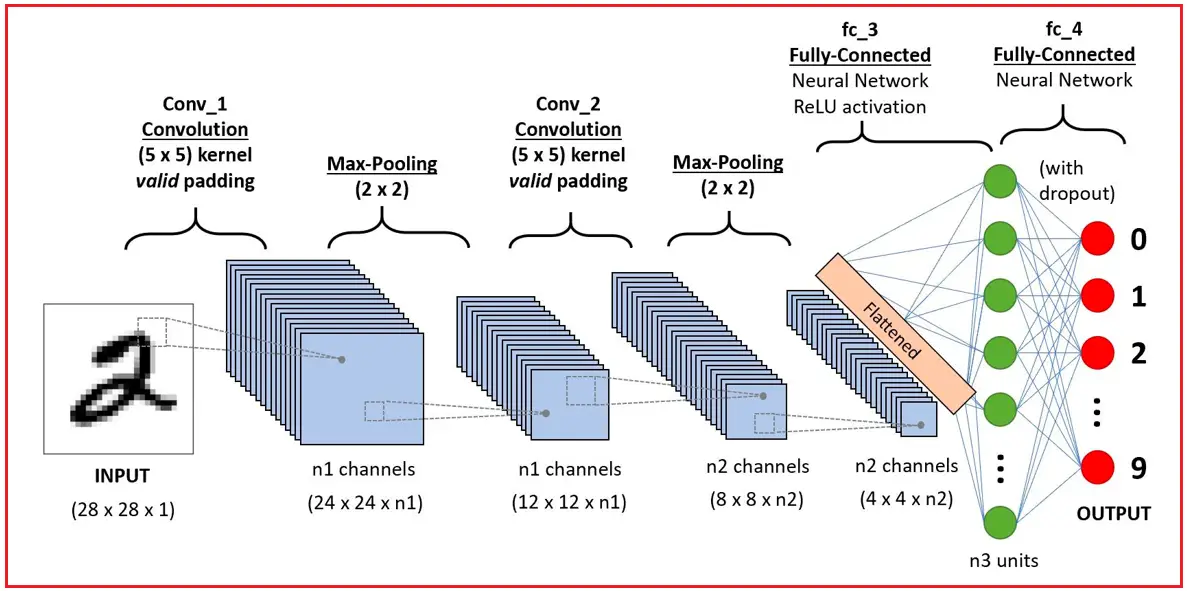 Conv_1
Convolution
(5 x 5) kernel
valid padding
Max-Pooling
(2 x 2)
Conv_2
Convolution
(5 x 5) kernel
valid padding
Max-Pooling
(2 x 2)
fc_3
Fully-Connected
Neural Network
ReLU activation
fc_4
Fully-Connected
Neural Network
(with
dropout)
INPUT
(28 x 28 x 1)
2
n1 channels
(24 x 24 x n1)
n1 channels
(12 x 12 x n1)
n2 channels
(8 x 8 x n2)
n2 channels
(4 x 4 x n2)
Flattened
n3 units
0
1
2
9
OUTPUT